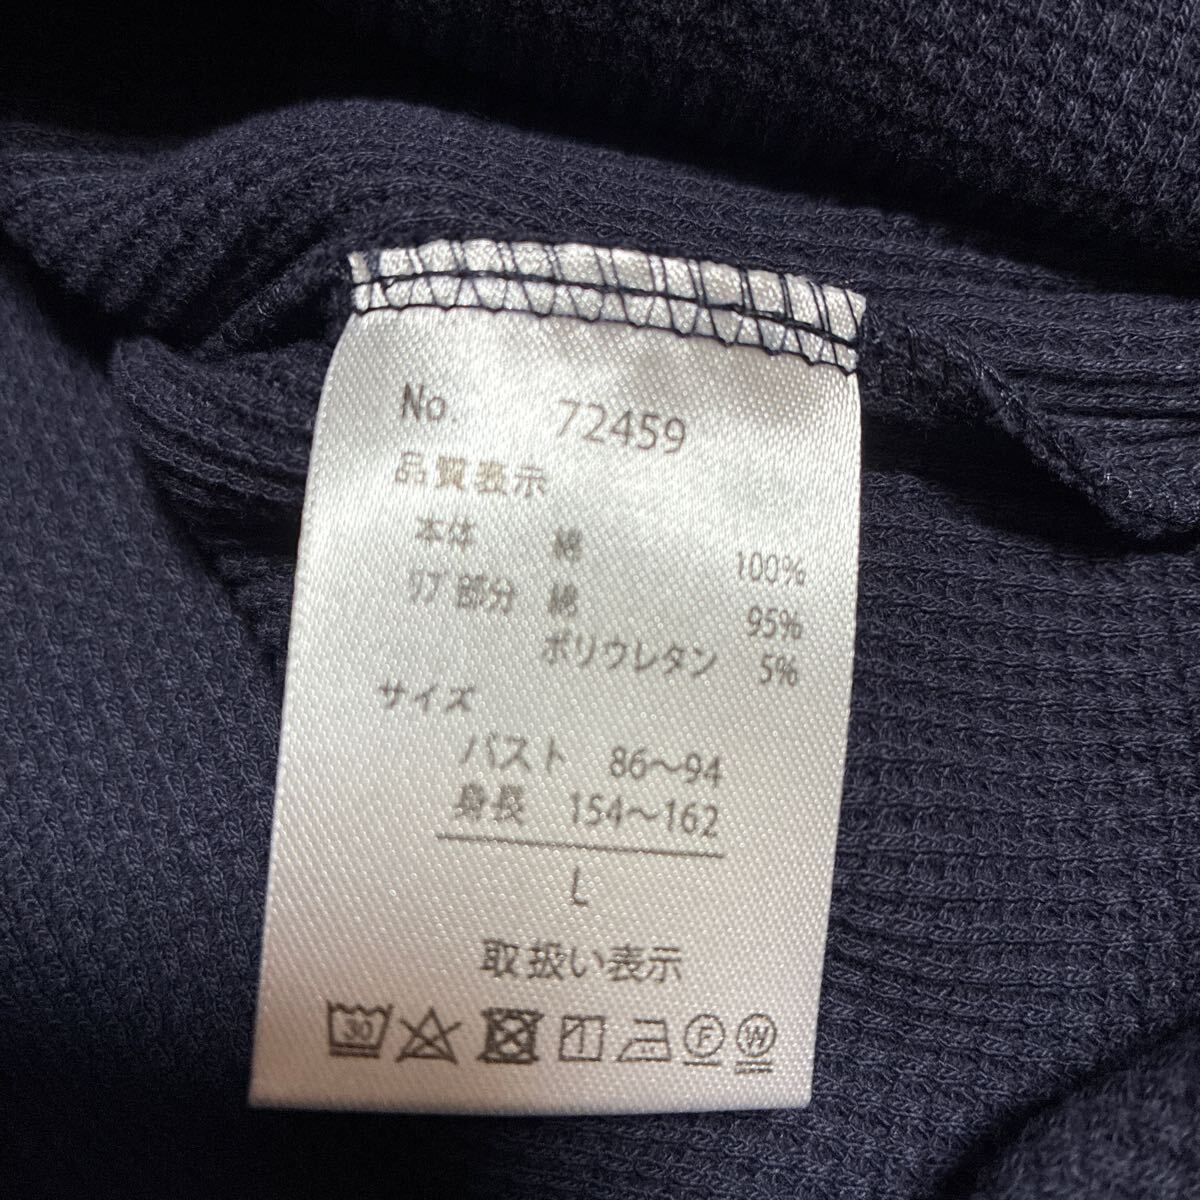 No. 72459
品質表示
本体 綿 100%
リブ部分 綿 95%
ポリウレタン 5%
サイズ
バスト 86〜94
身長 154〜162
L
取扱い表示
30 F W